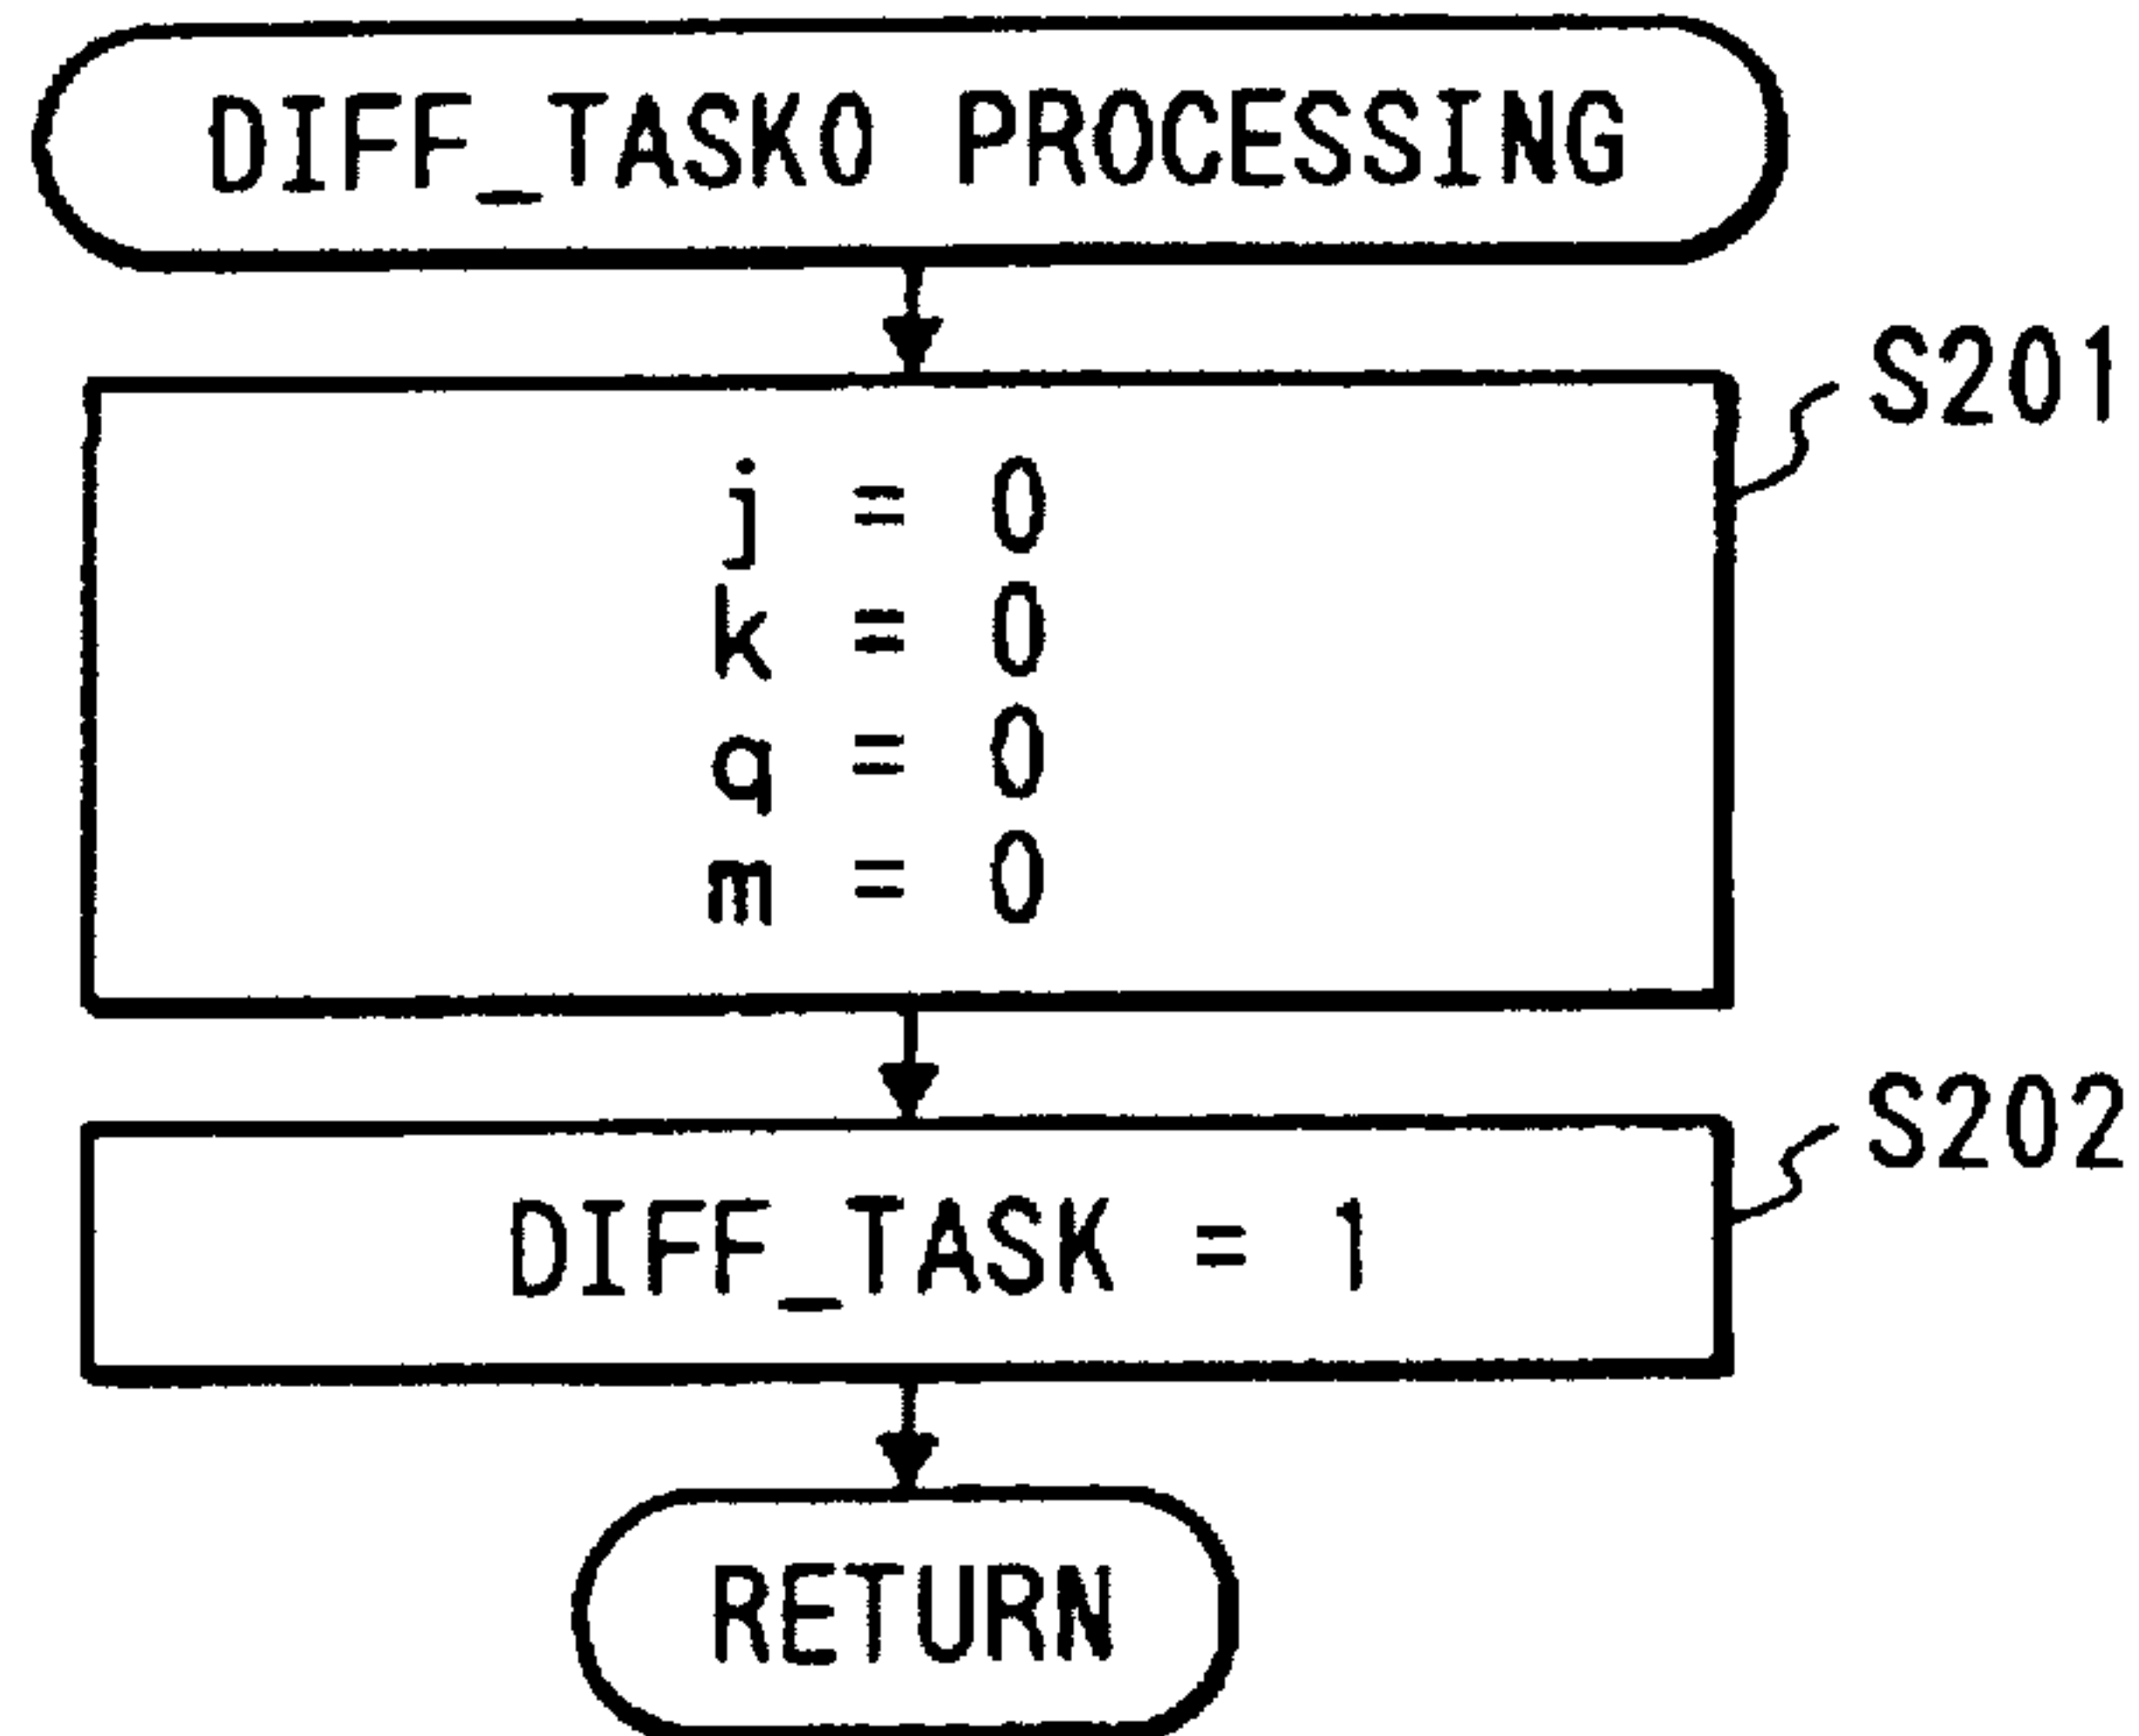 DIFF_TASK0 PROCESSING
S201
j = 0
k = 0
q = 0
m = 0
S202
DIFF_TASK = 1
RETURN